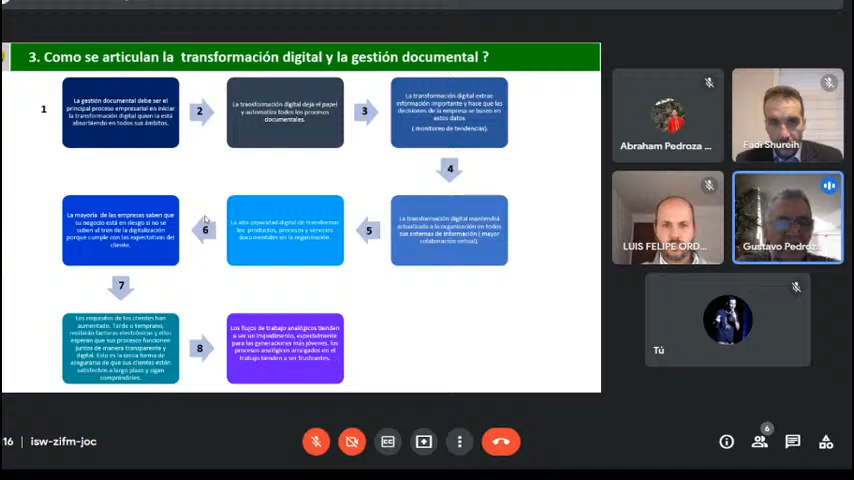 3. Como se articulan la transformación digital y la gestión documental ?
1
La gestión documental debe ser el
principal proceso empresarial en iniciar
la transformación digital quien la está
absorbiendo en todos sus ámbitos.
2
La transformación digital deja el papel
y automatiza todos los procesos
documentales.
3
La transformación digital extrae
información importante y hace que las
decisiones de la empresa se basen en
estos datos
( monitoreo de tendencias).
4
La transformación digital mantendrá
actualizada a la organización en todos
sus sistemas de información ( mayor
colaboración virtual).
5
La alta capacidad digital de transformar
los productos, procesos y servicios
documentales en la organización.
6
La mayoría de las empresas saben que
su negocio está en riesgo si no se
suben al tren de la digitalización
porque cumple con las expectativas del
cliente.
7
Los requisitos de los clientes han
aumentado. Tarde o temprano,
recibirán facturas electrónicas y ellos
esperan que sus procesos funcionen
juntos de manera transparente y
digital. Esta es la única forma de
asegurarse de que sus clientes estén
satisfechos a largo plazo y sigan
comprándoles.
8
Los flujos de trabajo analógicos tienden
a ser un impedimento, especialmente
para las generaciones más jóvenes. los
procesos analógicos arraigados en el
trabajo tienden a ser frustrantes.
Abraham Pedroza ...
Fadi Shureih
LUIS FELIPE ORD...
Gustavo Pedroz...
Tú
16 | isw-zifm-joc
6